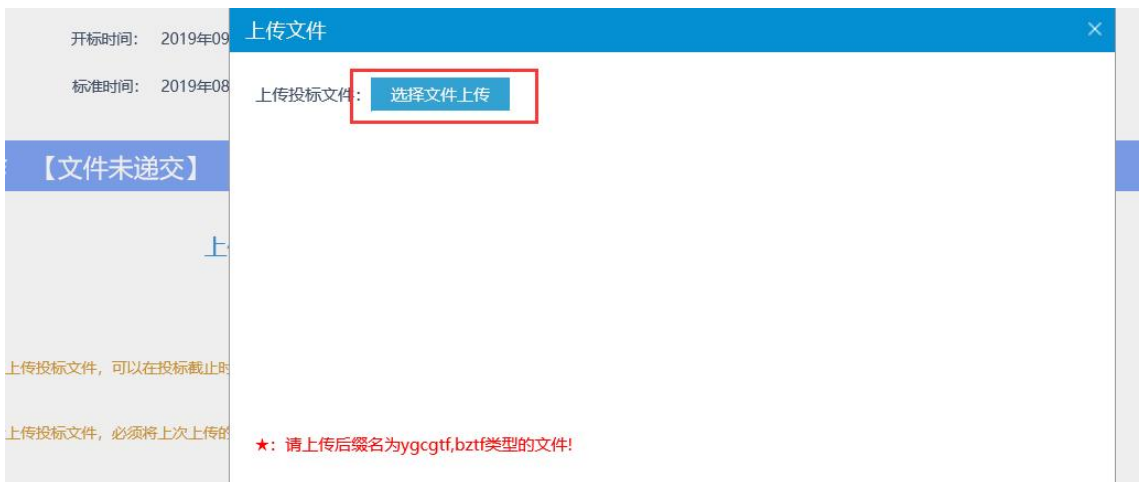 开标时间： 2019年09
标准时间： 2019年08
【文件未递交】
上
上传投标文件，可以在投标截止时
上传投标文件，必须将上次上传的
上传文件
×
上传投标文件： 选择文件上传
★：请上传后缀名为ygcgtf,bztf类型的文件!